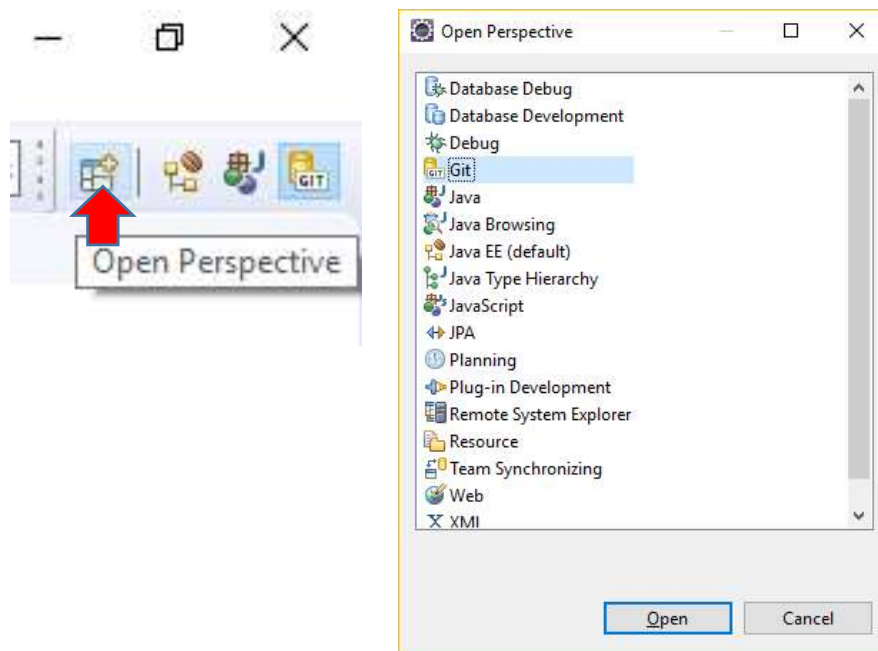 GIT
Open Perspective
Open Perspective
Database Debug
Database Development
Debug
GIT Git
Java
Java Browsing
Java EE (default)
Java Type Hierarchy
JavaScript
JPA
Planning
Plug-in Development
Remote System Explorer
Resource
Team Synchronizing
Web
XML
Open
Cancel